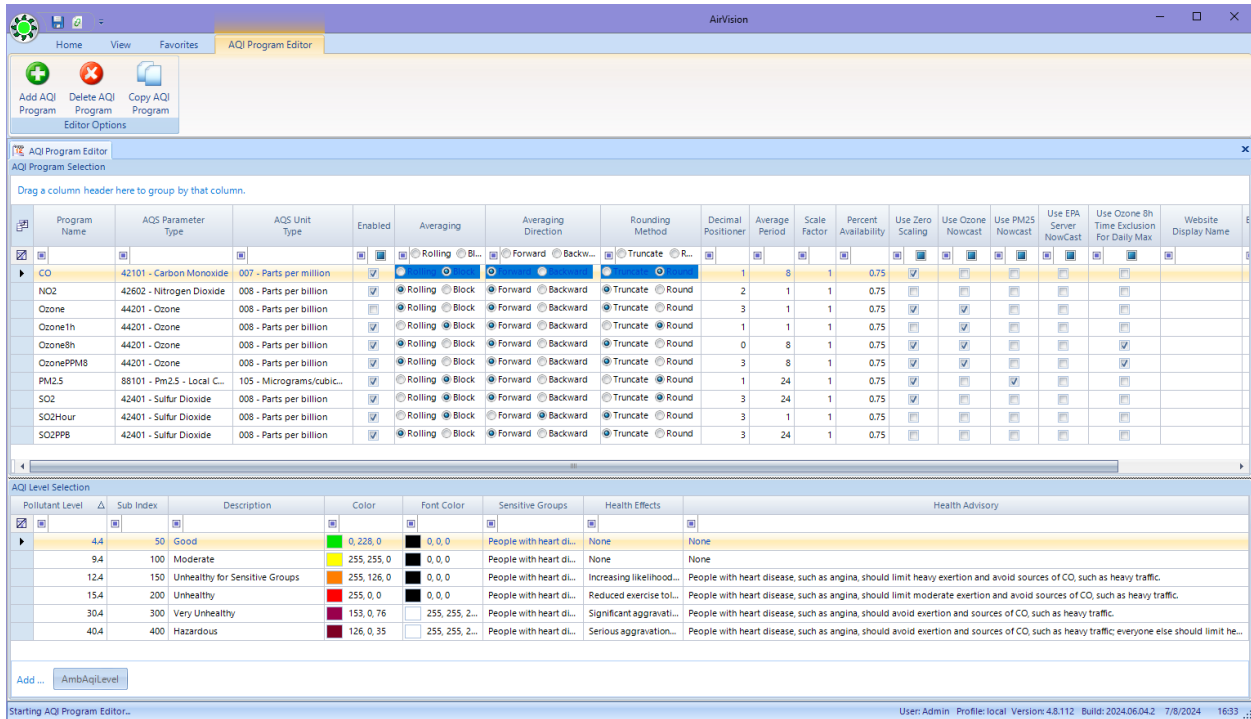 AirVision
Home View Favorites AQI Program Editor
Add AQI Program Delete AQI Program Copy AQI Program
Editor Options
AQI Program Editor
AQI Program Selection
Drag a column header here to group by that column.
Program Name AQS Parameter Type AQS Unit Type Enabled Averaging Averaging Direction Rounding Method Decimal Positioner Average Period Scale Factor Percent Availability Use Zero Scaling Use Ozone Nowcast Use PM25 Nowcast Use EPA Server NowCast Use Ozone 8h Time Exclusion For Daily Max Website Display Name E
Rolling Bl... Forward Backw... Truncate R...
CO 42101 - Carbon Monoxide 007 - Parts per million Rolling Block Forward Backward Truncate Round 1 8 1 0.75
NO2 42602 - Nitrogen Dioxide 008 - Parts per billion Rolling Block Forward Backward Truncate Round 2 1 1 0.75
Ozone 44201 - Ozone 008 - Parts per billion Rolling Block Forward Backward Truncate Round 3 1 1 0.75
Ozone1h 44201 - Ozone 008 - Parts per billion Rolling Block Forward Backward Truncate Round 1 1 1 0.75
Ozone8h 44201 - Ozone 008 - Parts per billion Rolling Block Forward Backward Truncate Round 0 8 1 0.75
OzonePPM8 44201 - Ozone 008 - Parts per billion Rolling Block Forward Backward Truncate Round 3 8 1 0.75
PM2.5 88101 - Pm2.5 - Local C... 105 - Micrograms/cubic... Rolling Block Forward Backward Truncate Round 1 24 1 0.75
SO2 42401 - Sulfur Dioxide 008 - Parts per billion Rolling Block Forward Backward Truncate Round 3 24 1 0.75
SO2Hour 42401 - Sulfur Dioxide 008 - Parts per billion Rolling Block Forward Backward Truncate Round 3 1 1 0.75
SO2PPB 42401 - Sulfur Dioxide 008 - Parts per billion Rolling Block Forward Backward Truncate Round 3 24 1 0.75
AQI Level Selection
Pollutant Level Sub Index Description Color Font Color Sensitive Groups Health Effects Health Advisory
4.4 50 Good 0, 228, 0 0, 0, 0 People with heart di... None None
9.4 100 Moderate 255, 255, 0 0, 0, 0 People with heart di... None None
12.4 150 Unhealthy for Sensitive Groups 255, 126, 0 0, 0, 0 People with heart di... Increasing likelihood... People with heart disease, such as angina, should limit heavy exertion and avoid sources of CO, such as heavy traffic.
15.4 200 Unhealthy 255, 0, 0 0, 0, 0 People with heart di... Reduced exercise tol... People with heart disease, such as angina, should limit moderate exertion and avoid sources of CO, such as heavy traffic.
30.4 300 Very Unhealthy 153, 0, 76 255, 255, 2... People with heart di... Significant aggravati... People with heart disease, such as angina, should avoid exertion and sources of CO, such as heavy traffic.
40.4 400 Hazardous 126, 0, 35 255, 255, 2... People with heart di... Serious aggravation... People with heart disease, such as angina, should avoid exertion and sources of CO, such as heavy traffic; everyone else should limit he...
Add ... AmbAqiLevel
Starting AQI Program Editor... User: Admin Profile: local Version: 4.8.112 Build: 2024.06.04.2 7/8/2024 16:33